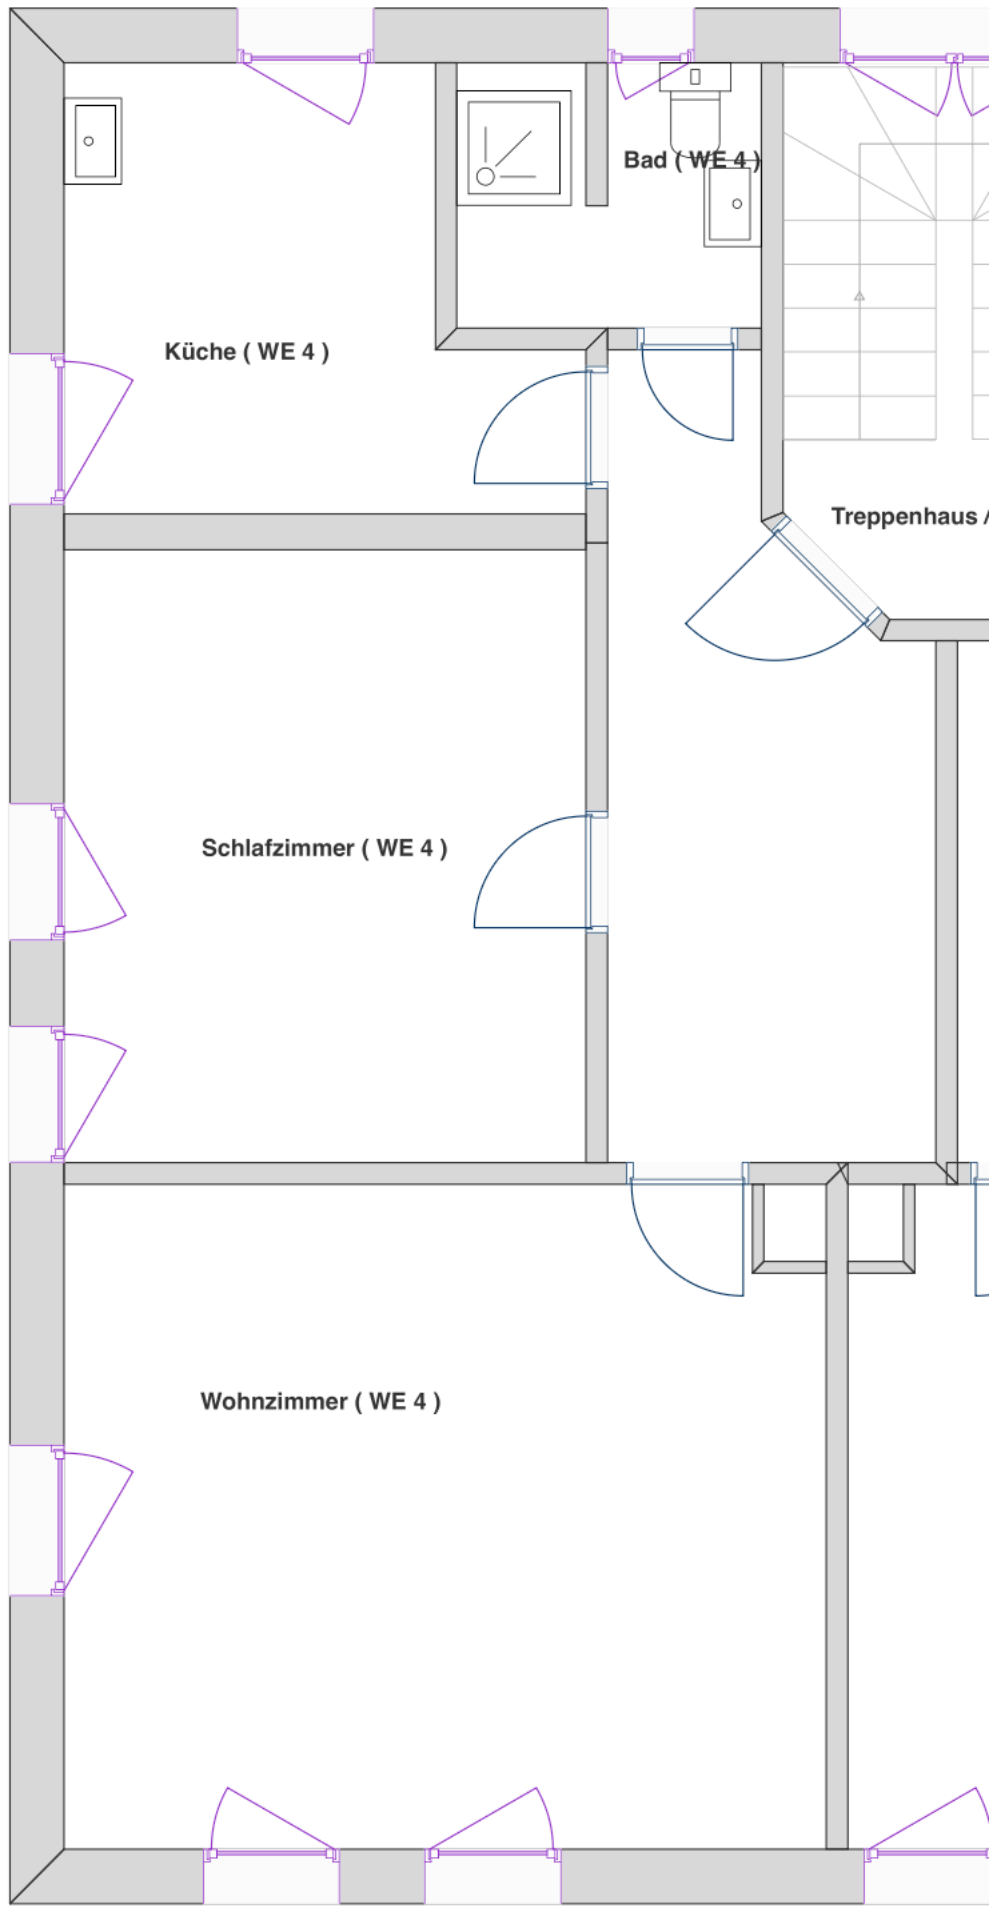 Bad ( WE 4 )
Küche ( WE 4 )
Treppenhaus /
Schlafzimmer ( WE 4 )
Wohnzimmer ( WE 4 )